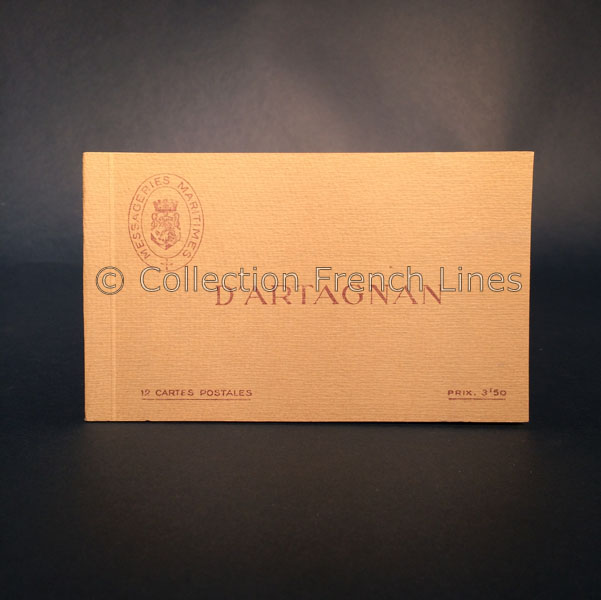 MESSAGERIES MARITIMES
© Collection French Lines
D'ARTAGNAN
12 CARTES POSTALES
PRIX. 3f50